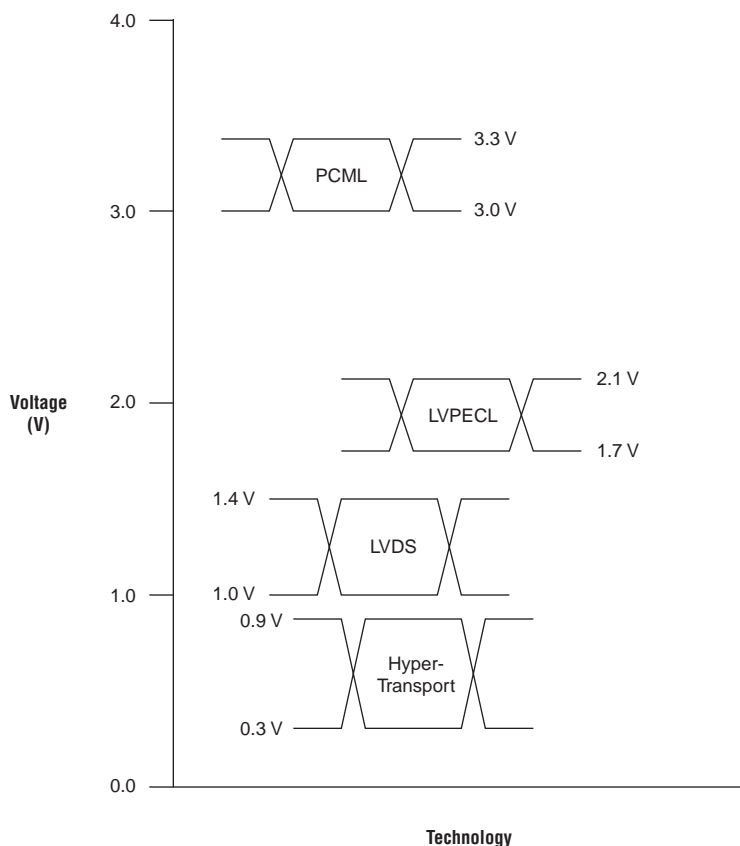 4.0
3.3 V
PCML
3.0
3.0 V
2.1 V
Voltage
(V)
2.0
LVPECL
1.7 V
1.4 V
LVDS
1.0
1.0 V
0.9 V
Hyper-
Transport
0.3 V
0.0
Technology